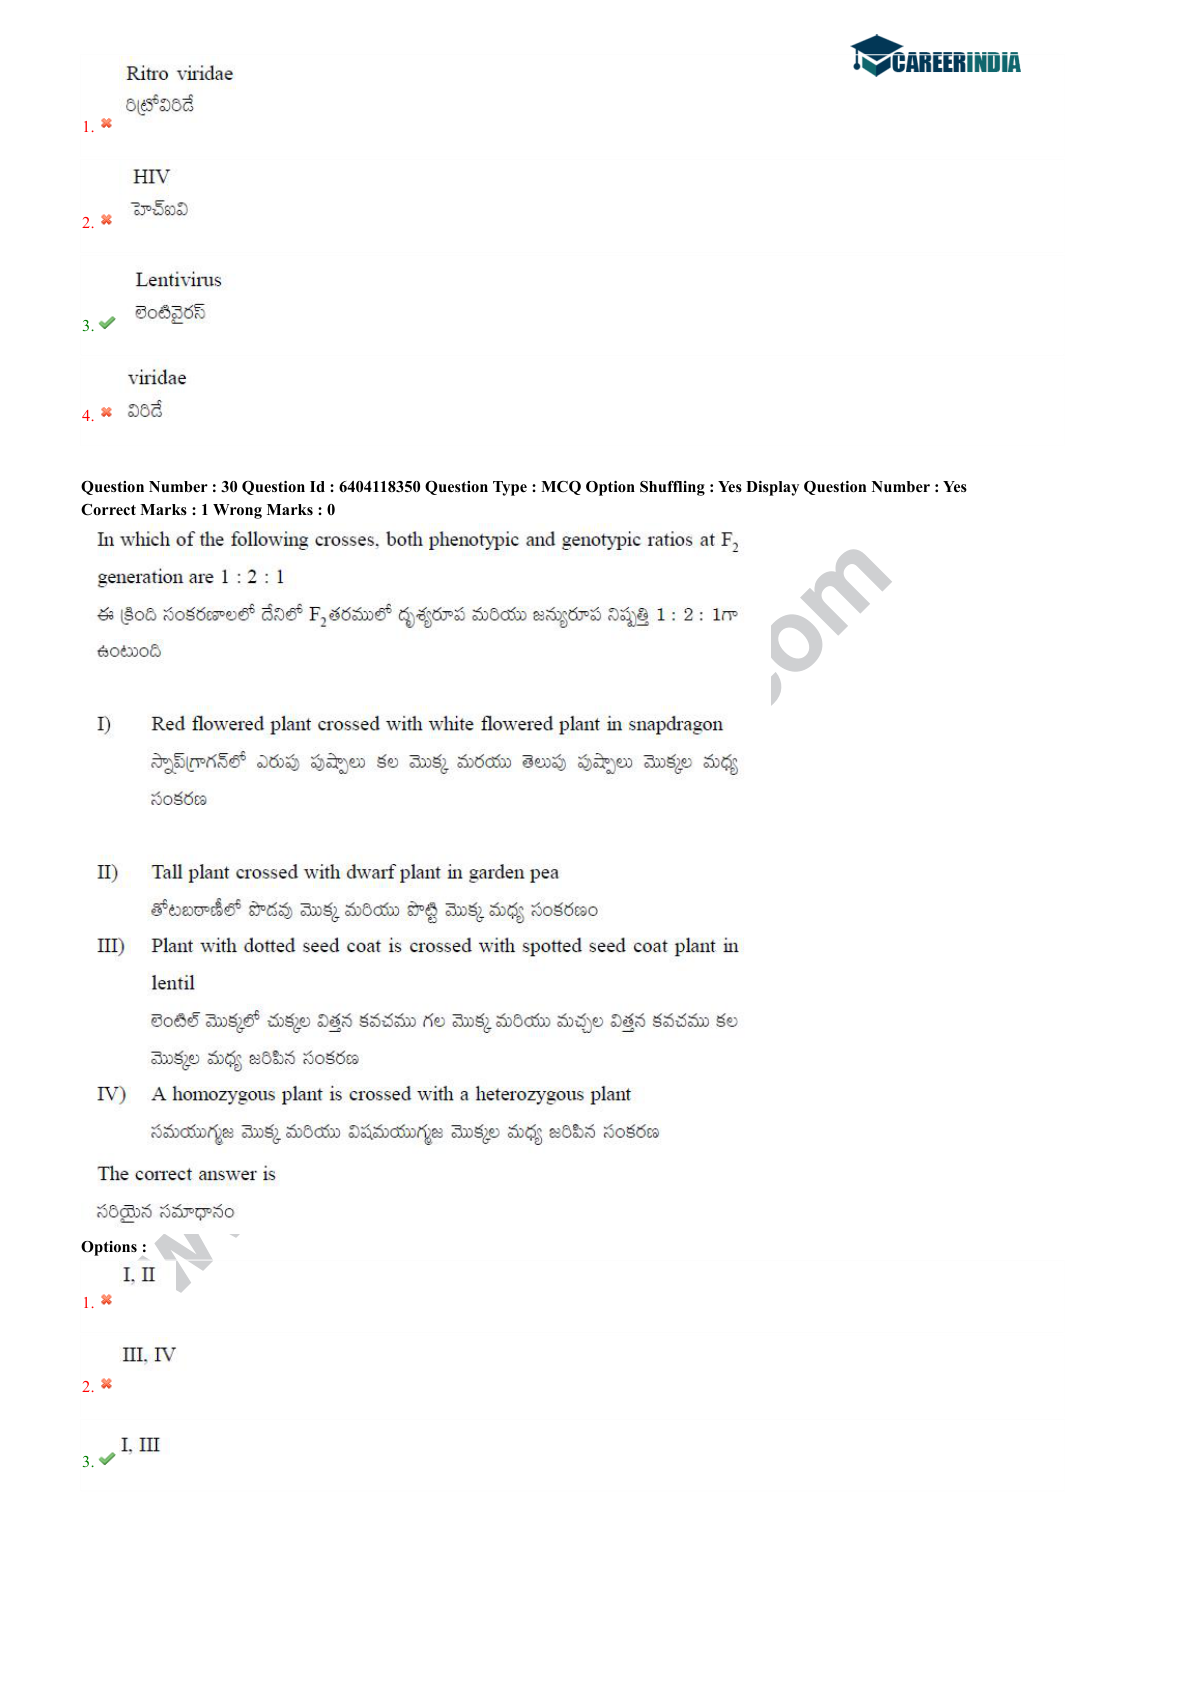 CAREERINDIA
Ritro viridae
రిట్రోవిరిడే
1.
HIV
హెచ్ఐవి
2.
Lentivirus
లెంటివైరస్
3.
viridae
విరిడే
4.
Question Number : 30 Question Id : 6404118350 Question Type : MCQ Option Shuffling : Yes Display Question Number : Yes
Correct Marks : 1 Wrong Marks : 0
In which of the following crosses, both phenotypic and genotypic ratios at F2
generation are 1 : 2 : 1
ఈ క్రింది సంకరణాలలో దేనిలో F2తరములో దృశ్యరూప మరియు జన్యురూప నిష్పత్తి 1 : 2 : 1గా
ఉంటుంది
I) Red flowered plant crossed with white flowered plant in snapdragon
స్నాప్‌గ్రాగన్‌లో ఎరుపు పుష్పాలు కల మొక్క మరయు తెలుపు పుష్పాలు మొక్కల మధ్య
సంకరణ
II) Tall plant crossed with dwarf plant in garden pea
తోటబఠాణీలో పొడవు మొక్క మరియు పొట్టి మొక్క మధ్య సంకరణం
III) Plant with dotted seed coat is crossed with spotted seed coat plant in
lentil
లెంటిల్ మొక్కలో చుక్కల విత్తన కవచము గల మొక్క మరియు మచ్చల విత్తన కవచము కల
మొక్కల మధ్య జరిపిన సంకరణ
IV) A homozygous plant is crossed with a heterozygous plant
సమయుగ్మజ మొక్క మరియు విషమయుగ్మజ మొక్కల మధ్య జరిపిన సంకరణ
The correct answer is
సరియైన సమాధానం
Options :
I, II
1.
III, IV
2.
I, III
3.